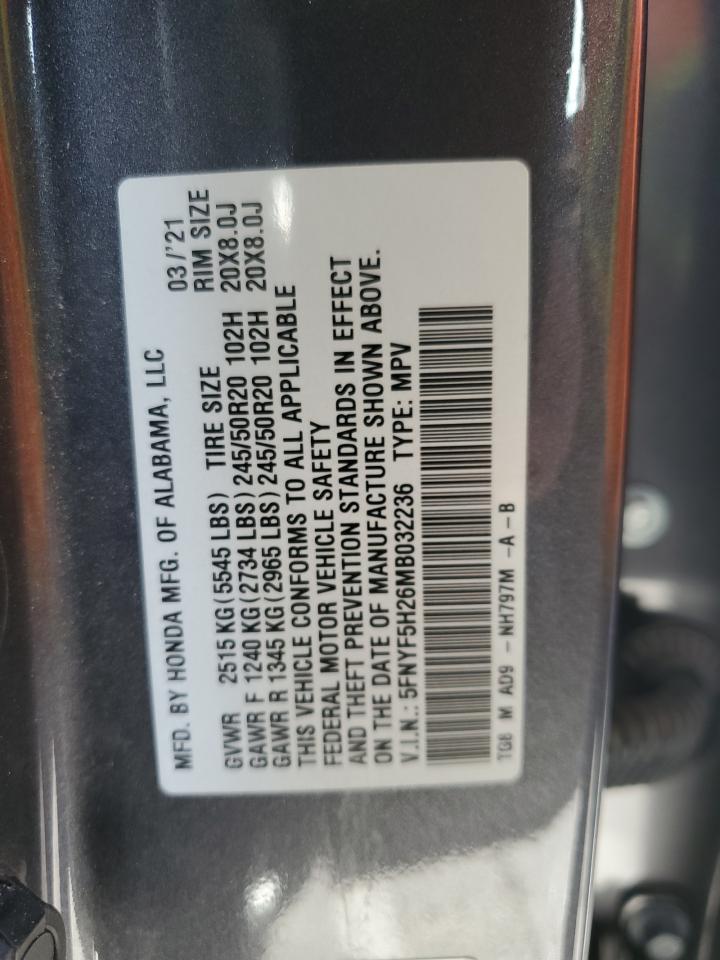 MFD. BY HONDA MFG. OF ALABAMA, LLC 03/'21
GVWR 2515 KG(5545 LBS) TIRE SIZE RIM SIZE
GAWR F 1240 KG(2734 LBS)245/50R20 102H 20X8.0J
GAWR R 1345 KG(2965 LBS)245/50R20 102H 20X8.0J
THIS VEHICLE CONFORMS TO ALL APPLICABLE
FEDERAL MOTOR VEHICLE SAFETY
AND THEFT PREVENTION STANDARDS IN EFFECT
ON THE DATE OF MANUFACTURE SHOWN ABOVE.
V.I.N.: 5FNYF5H26MB032236 TYPE: MPV
TG8 M AD9 - NH797M -A -B